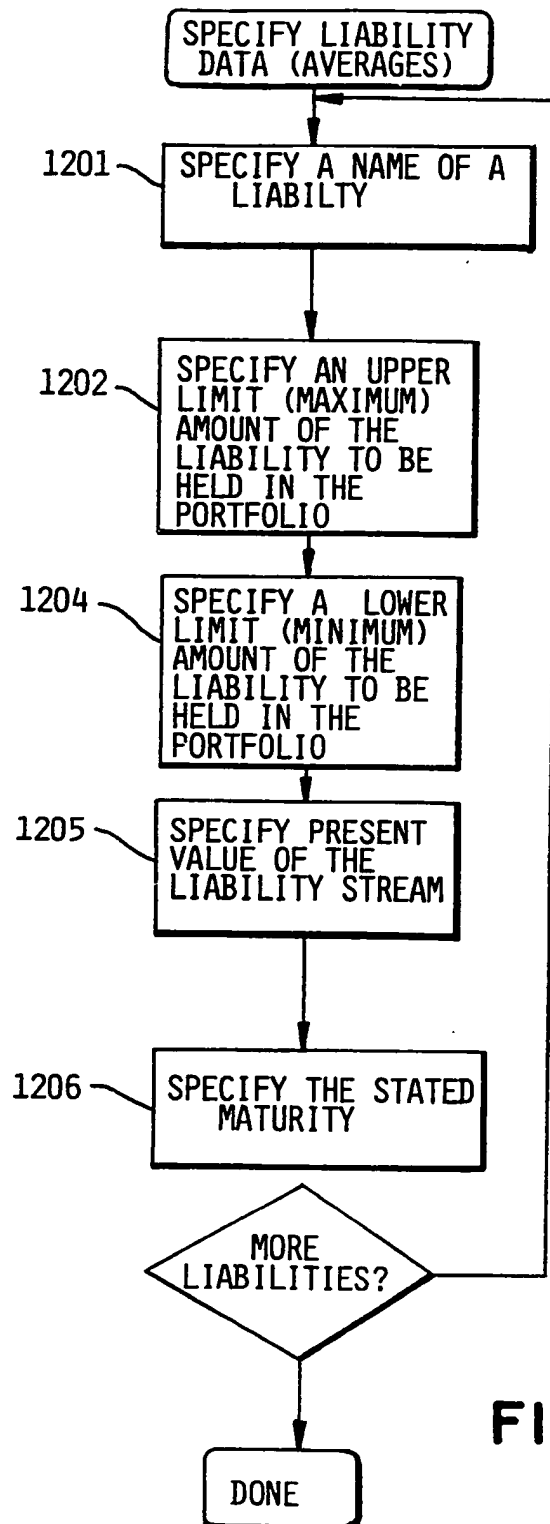 SPECIFY LIABILITY
DATA (AVERAGES)
1201
SPECIFY A NAME OF A
LIABILTY
1202
SPECIFY AN UPPER
LIMIT (MAXIMUM)
AMOUNT OF THE
LIABILITY TO BE
HELD IN THE
PORTFOLIO
1204
SPECIFY A LOWER
LIMIT (MINIMUM)
AMOUNT OF THE
LIABILITY TO BE
HELD IN THE
PORTFOLIO
1205
SPECIFY PRESENT
VALUE OF THE
LIABILITY STREAM
1206
SPECIFY THE STATED
MATURITY
MORE
LIABILITIES?
FI
DONE